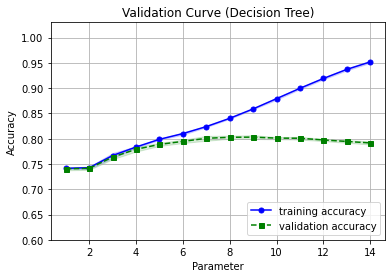 Validation Curve (Decision Tree)
1.00
0.95
0.90
0.85
0.80
0.75
0.70
0.65
0.60
Accuracy
training accuracy
validation accuracy
2 4 6 8 10 12 14
Parameter